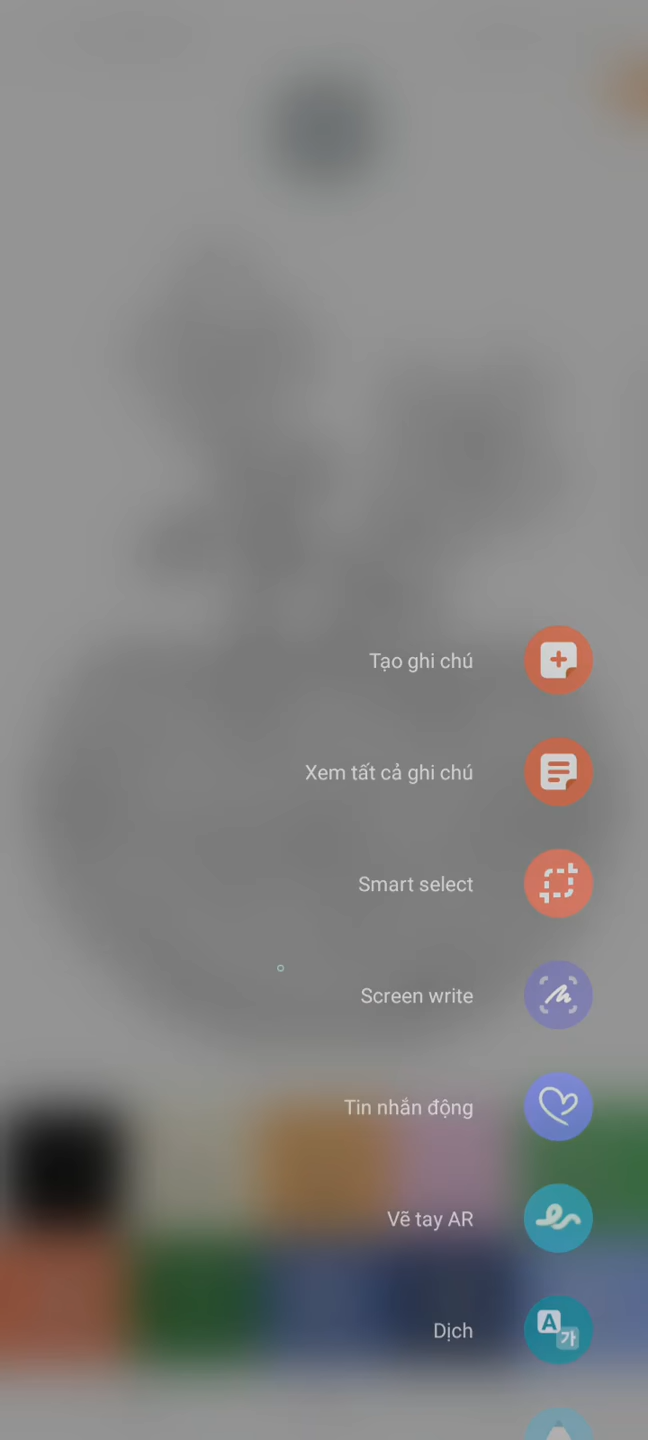 Tạo ghi chú
Xem tất cả ghi chú
Smart select
Screen write
Tin nhắn động
Vẽ tay AR
Dịch
A
가